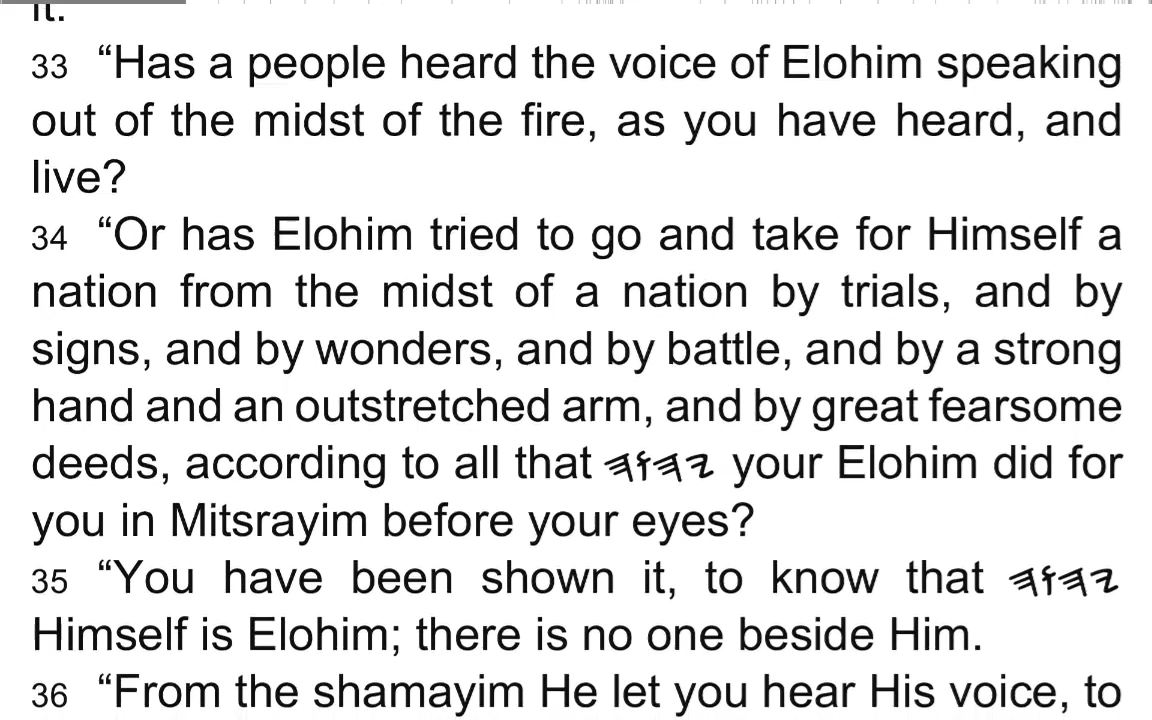 it.
33 “Has a people heard the voice of Elohim speaking
out of the midst of the fire, as you have heard, and
live?
34 “Or has Elohim tried to go and take for Himself a
nation from the midst of a nation by trials, and by
signs, and by wonders, and by battle, and by a strong
hand and an outstretched arm, and by great fearsome
deeds, according to all that 𐤉𐤄𐤅𐤄 your Elohim did for
you in Mitsrayim before your eyes?
35 “You have been shown it, to know that 𐤉𐤄𐤅𐤄
Himself is Elohim; there is no one beside Him.
36 “From the shamayim He let you hear His voice, to